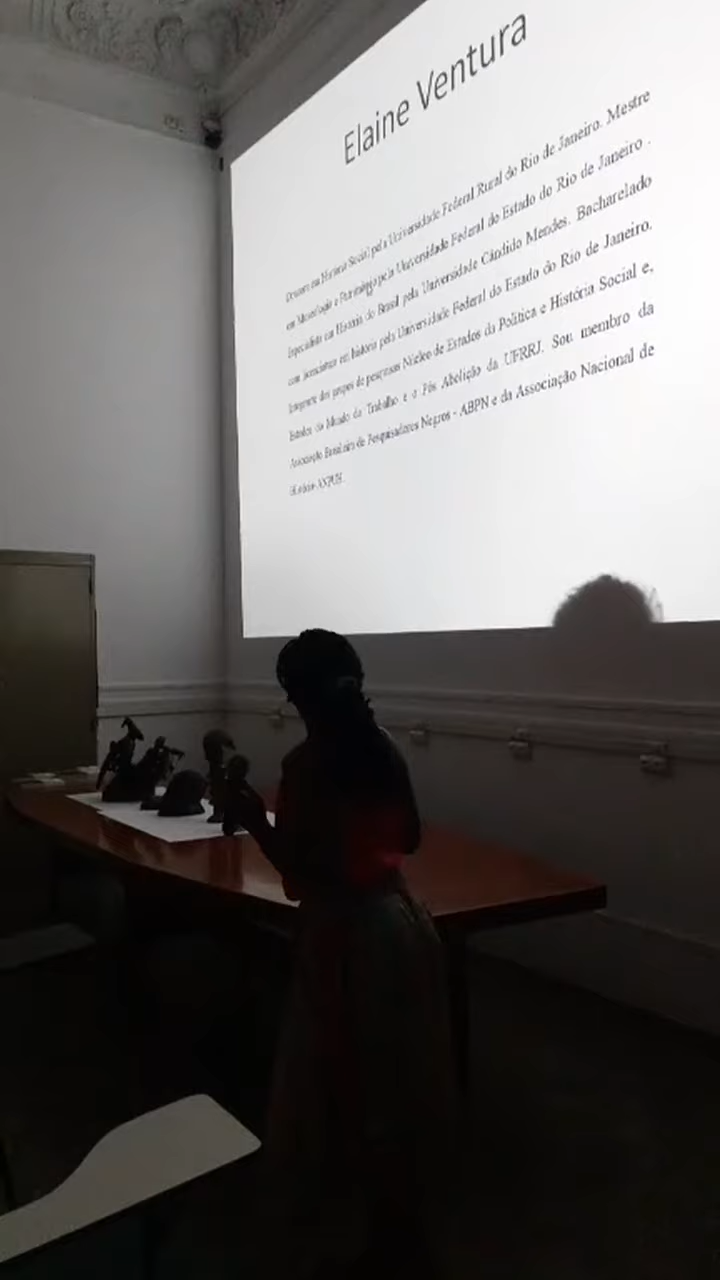 Elaine Ventura
Doutora em História Social pela Universidade Federal Rural do Rio de Janeiro. Mestre
em Museologia e Patrimônio pela Universidade Federal do Estado do Rio de Janeiro .
Especialista em História do Brasil pela Universidade Cândido Mendes. Bacharelado
com licenciatura em história pela Universidade Federal do Estado do Rio de Janeiro.
Integrante dos grupos de pesquisas Núcleo de Estudos da Política e História Social e,
Estudos do Mundo do Trabalho e o Pós Abolição da UFRRJ. Sou membro da
Associação Brasileira de Pesquisadores Negros - ABPN e da Associação Nacional de
História-ANPUH.